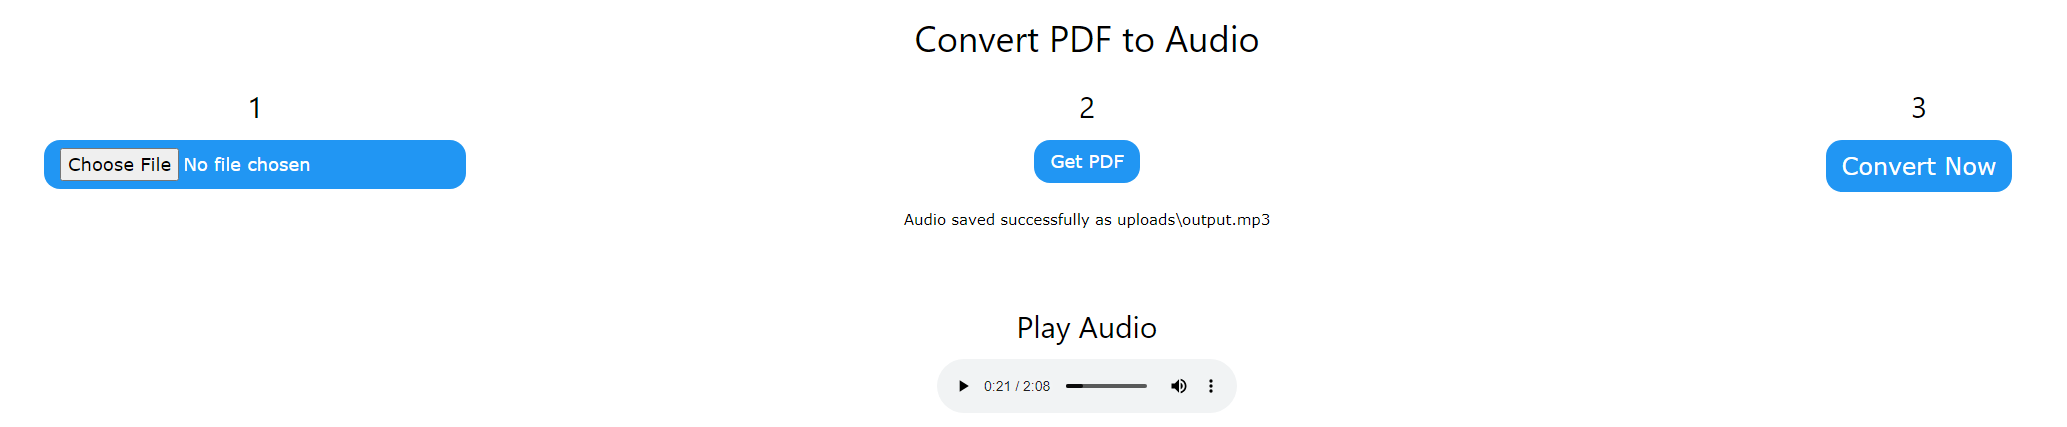 Convert PDF to Audio
1
2
3
Choose File No file chosen
Get PDF
Convert Now
Audio saved successfully as uploads\output.mp3
Play Audio
0:21 / 2:08